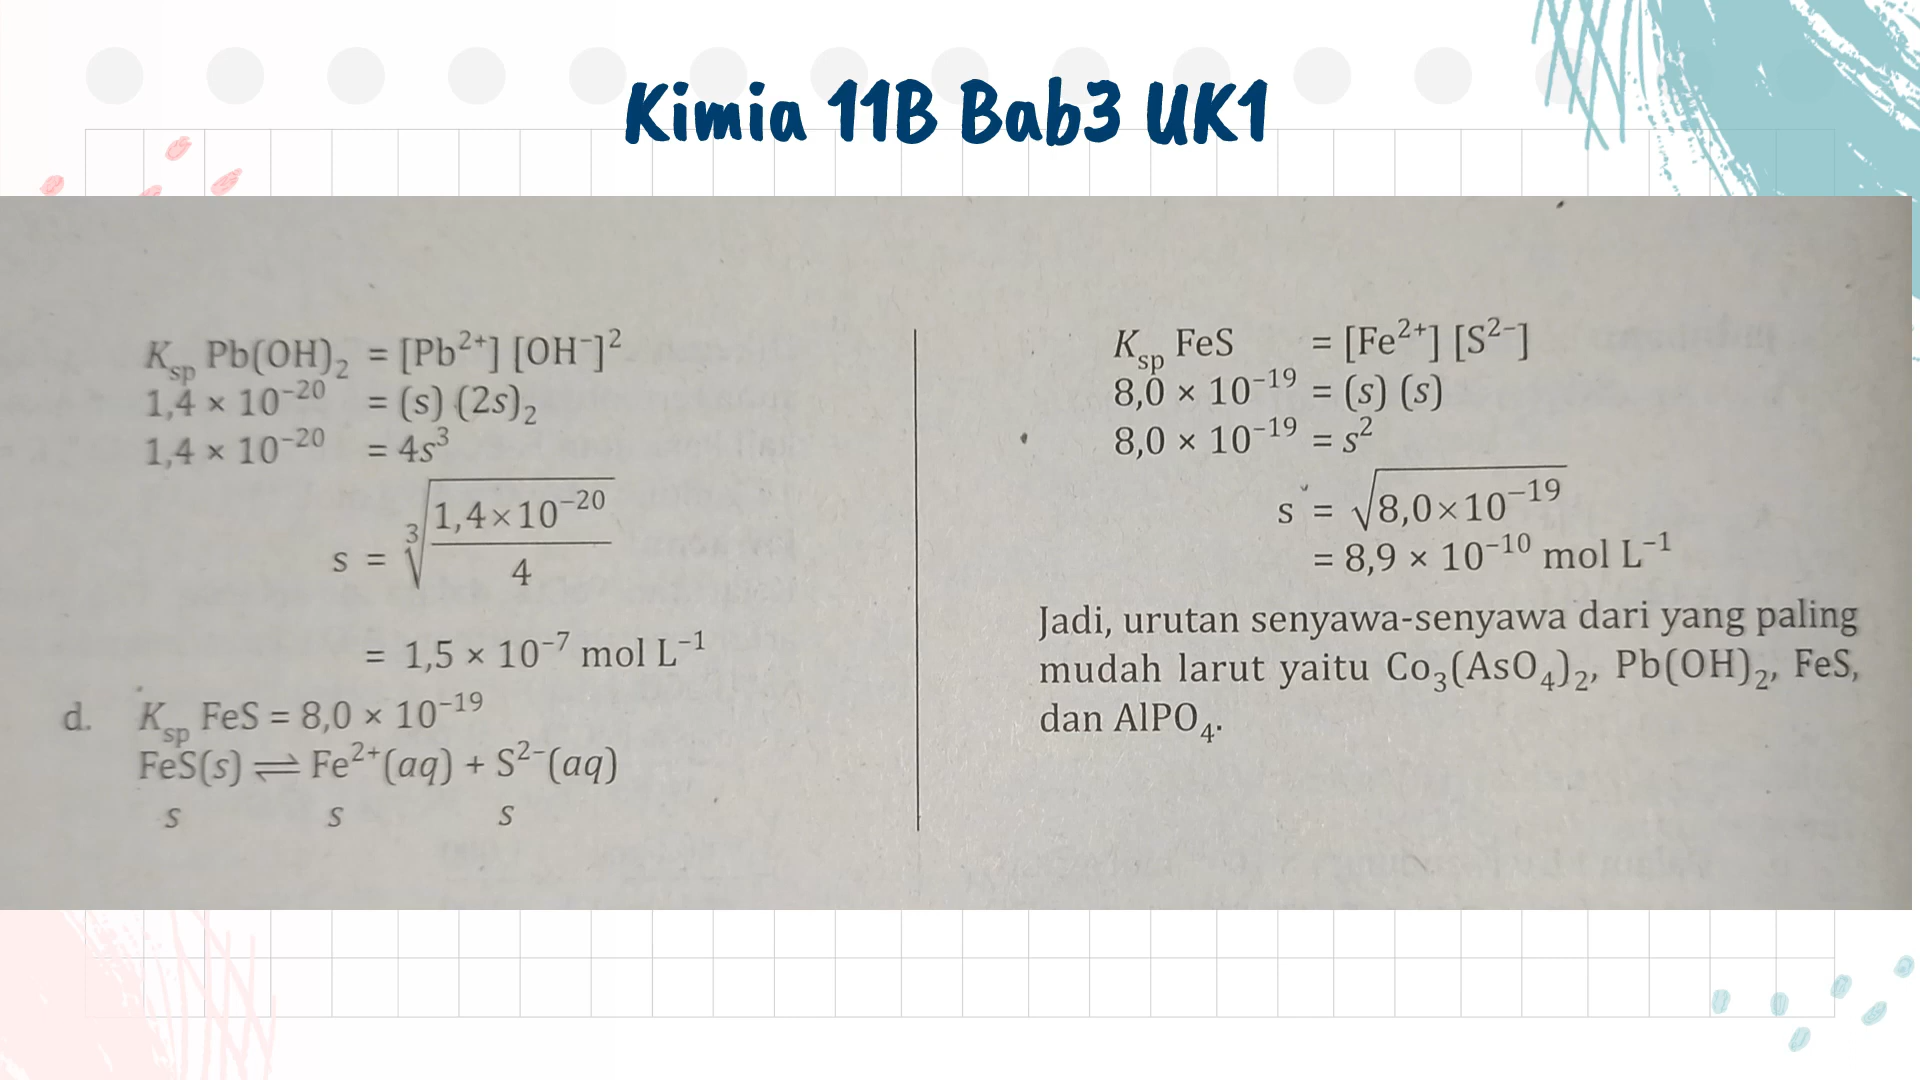 Kimia 11B Bab3 UK1
Kₛₚ Pb(OH)₂ = [Pb²⁺] [OH⁻]²
1,4 × 10⁻²⁰ = (s) (2s)₂
1,4 × 10⁻²⁰ = 4s³
s = ∛(1,4×10⁻²⁰ / 4)
= 1,5 × 10⁻⁷ mol L⁻¹
d. Kₛₚ FeS = 8,0 × 10⁻¹⁹
FeS(s) ⇌ Fe²⁺(aq) + S²⁻(aq)
s s s
Kₛₚ FeS = [Fe²⁺] [S²⁻]
8,0 × 10⁻¹⁹ = (s) (s)
8,0 × 10⁻¹⁹ = s²
s = √(8,0×10⁻¹⁹)
= 8,9 × 10⁻¹⁰ mol L⁻¹
Jadi, urutan senyawa-senyawa dari yang paling
mudah larut yaitu Co₃(AsO₄)₂, Pb(OH)₂, FeS,
dan AlPO₄.